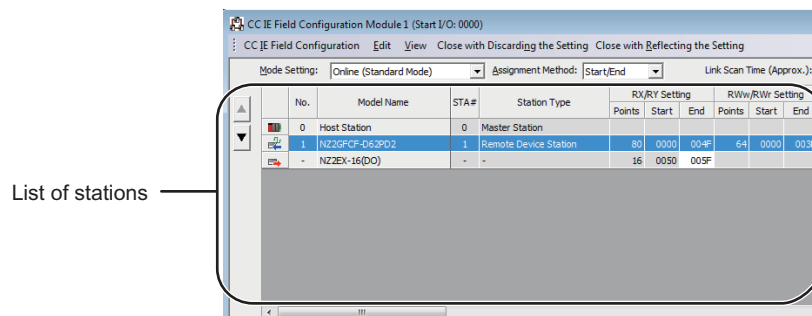 CC IE Field Configuration Module 1 (Start I/O: 0000)
CC IE Field Configuration Edit View Close with Discarding the Setting Close with Reflecting the Setting
Mode Setting: Online (Standard Mode) Assignment Method: Start/End Link Scan Time (Approx.):
No. Model Name STA# Station Type RX/RY Setting RWw/RWr Setting
Points Start End Points Start End
0 Host Station 0 Master Station
1 NZ2GFCF-D62PD2 1 Remote Device Station 80 0000 004F 64 0000
- NZ2EX-16(DO) - - 16 0050 005F
List of stations